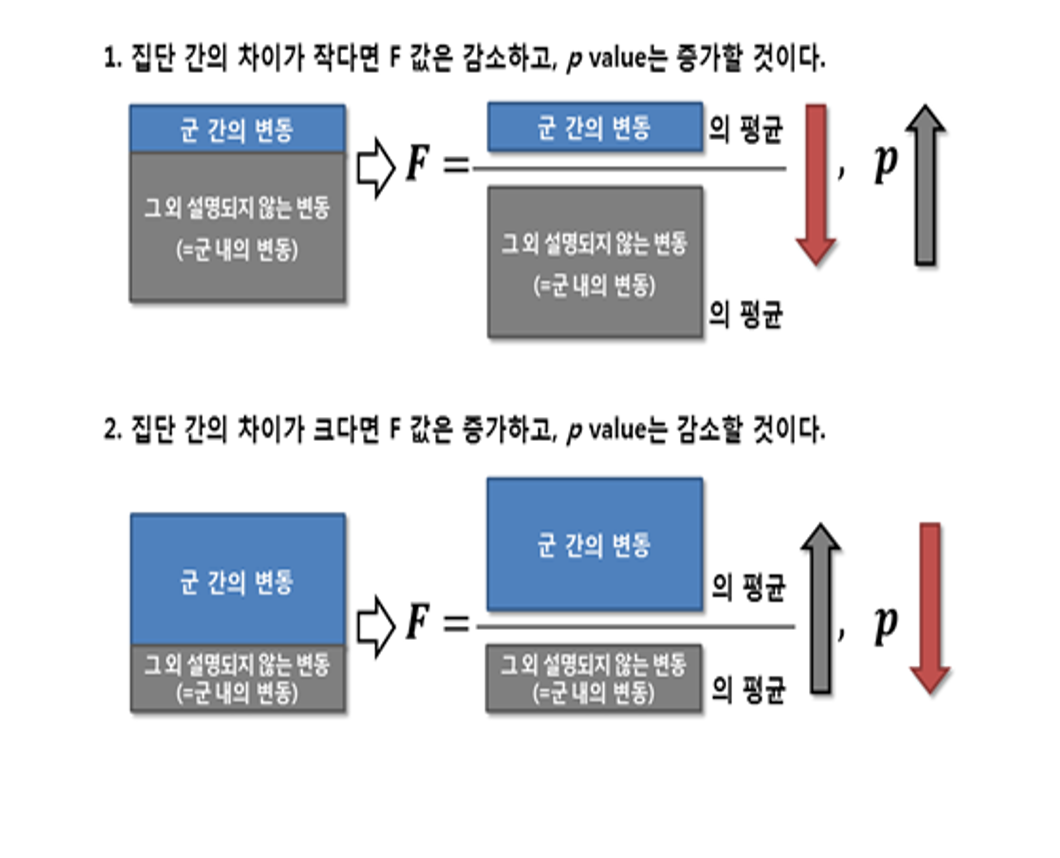 1. 집단 간의 차이가 작다면 F 값은 감소하고, p value는 증가할 것이다.
군 간의 변동
그 외 설명되지 않는 변동
(=군 내의 변동)
F =
군 간의 변동
의 평균
그 외 설명되지 않는 변동
(=군 내의 변동)
의 평균
, p
2. 집단 간의 차이가 크다면 F 값은 증가하고, p value는 감소할 것이다.
군 간의 변동
그 외 설명되지 않는 변동
(=군 내의 변동)
F =
군 간의 변동
의 평균
그 외 설명되지 않는 변동
(=군 내의 변동)
의 평균
, p